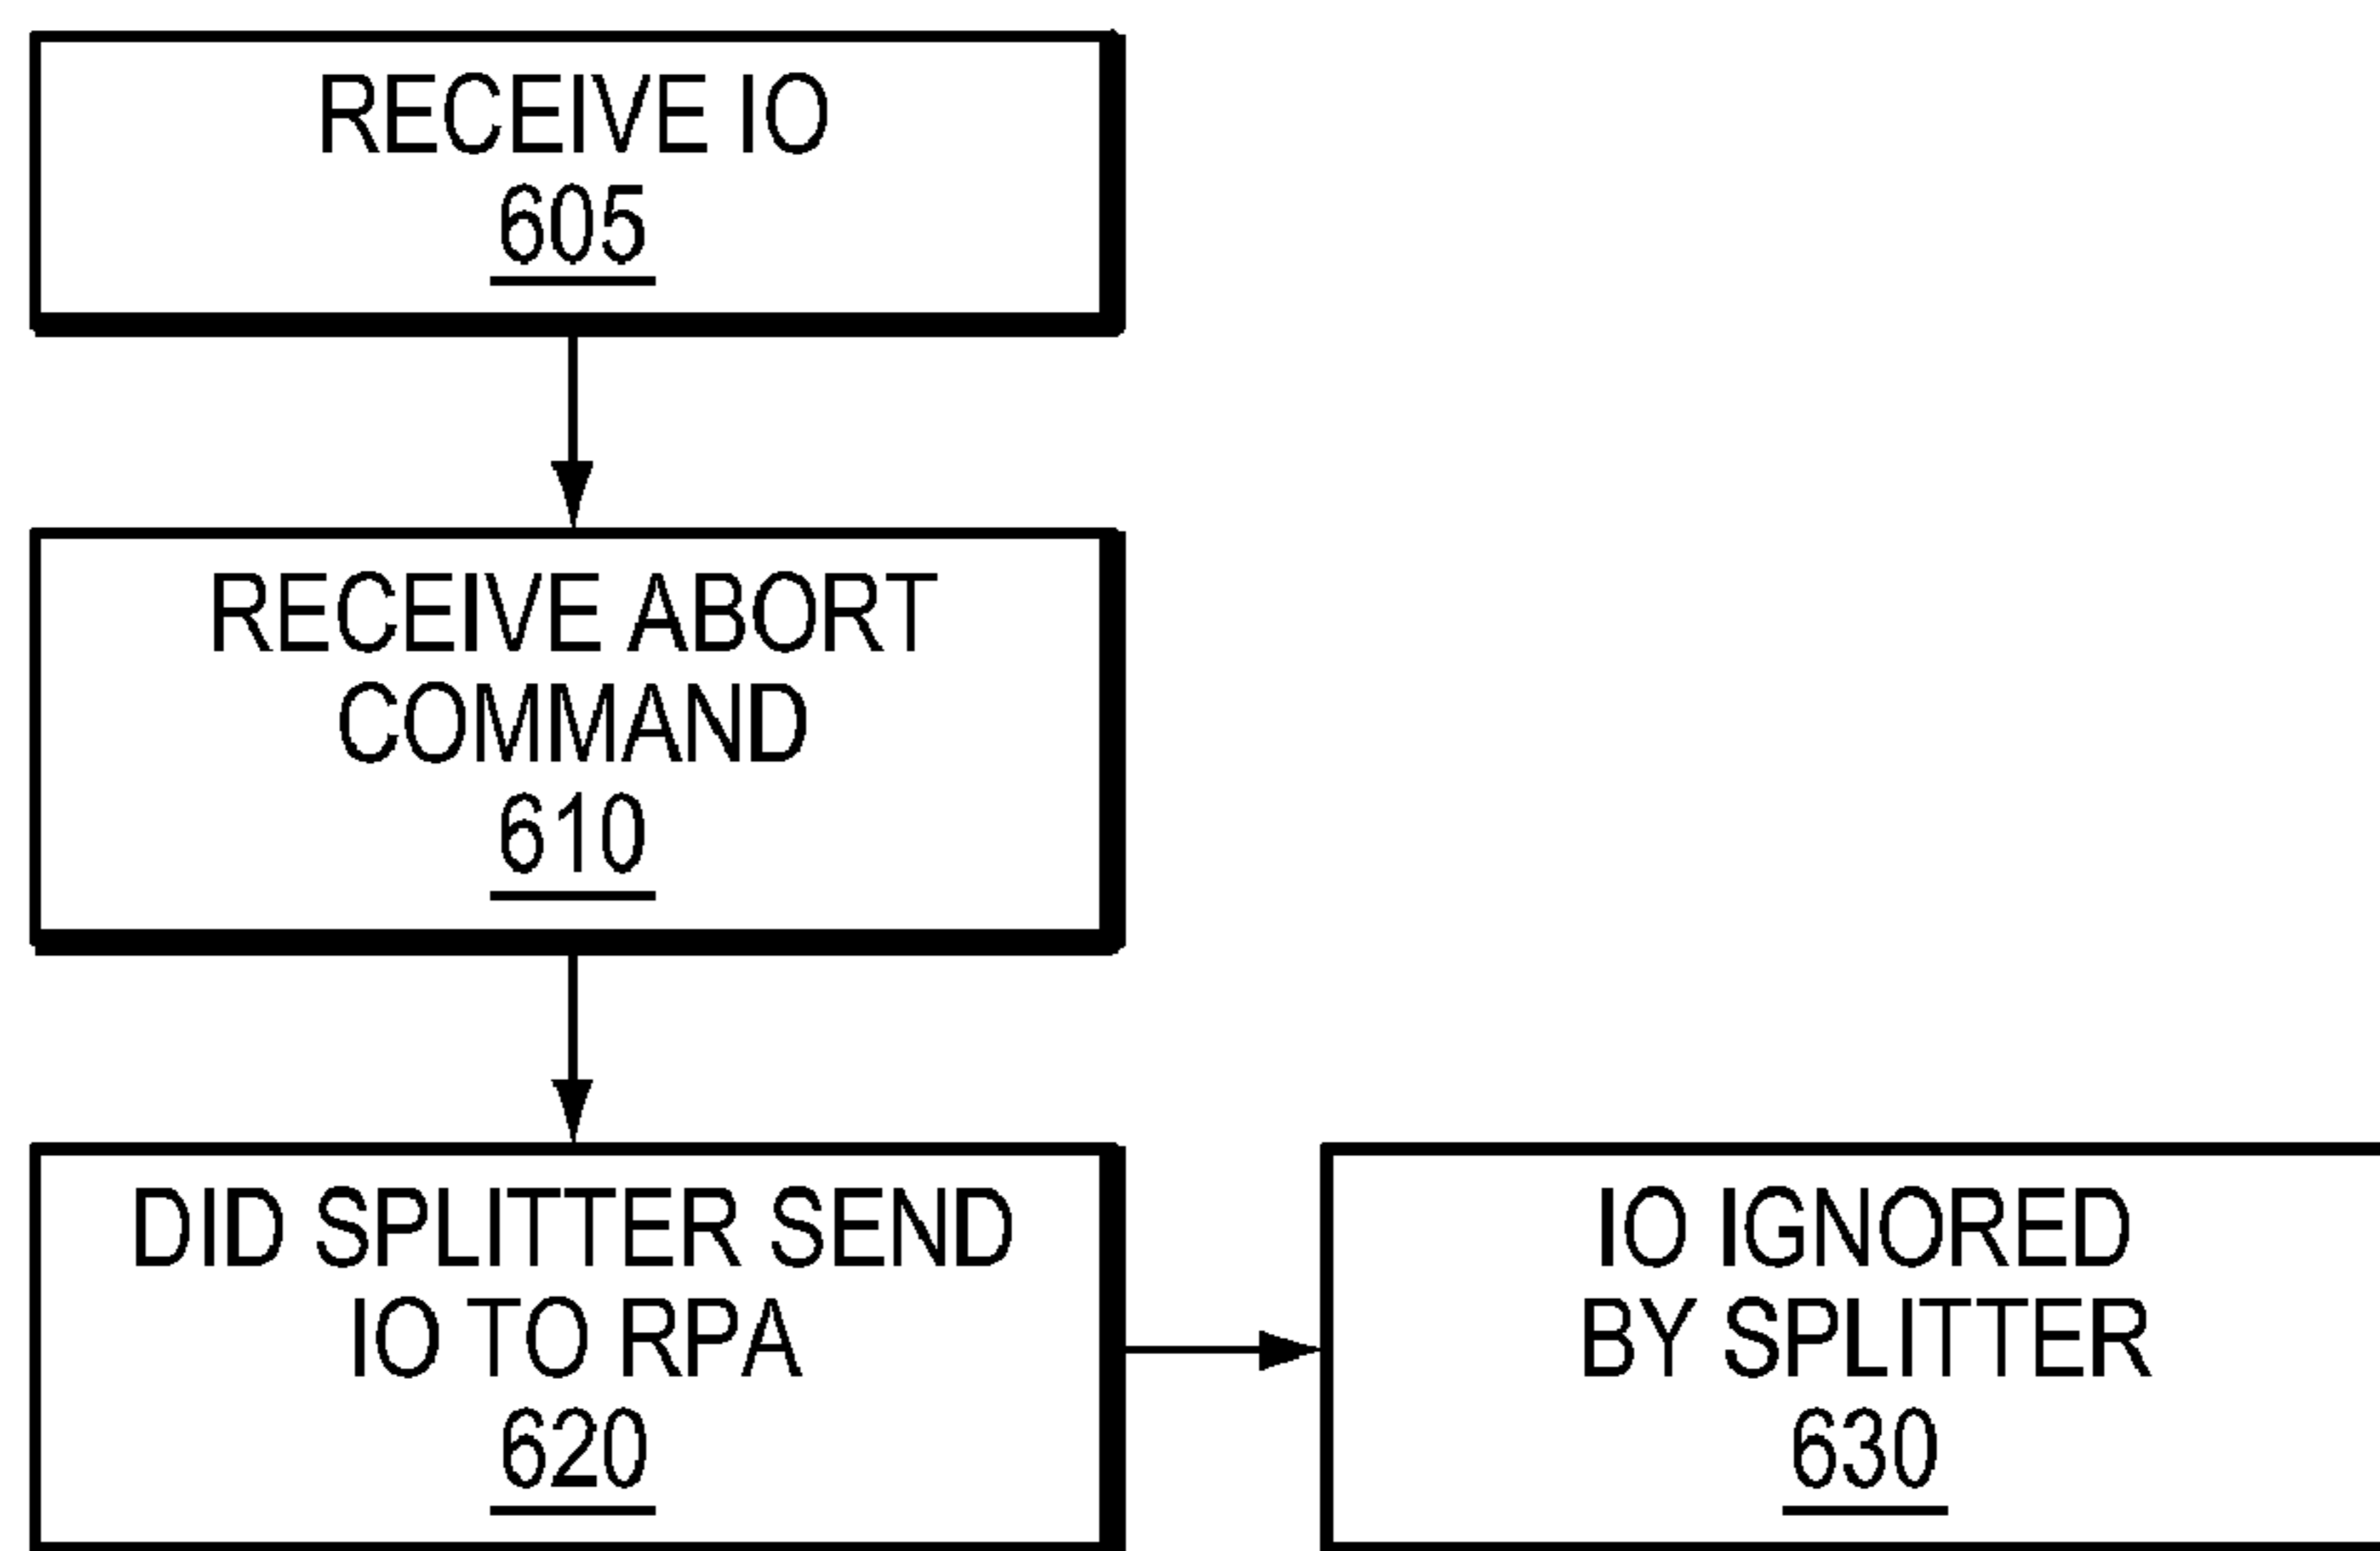 RECEIVE IO
605
RECEIVE ABORT
COMMAND
610
DID SPLITTER SEND
IO TO RPA
620
IO IGNORED
BY SPLITTER
630